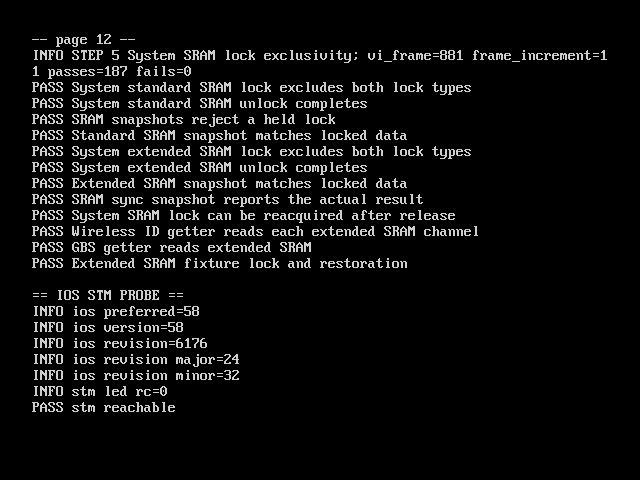 -- page 12 --
INFO STEP 5 System SRAM lock exclusivity; vi_frame=881 frame_increment=1
1 passes=187 fails=0
PASS System standard SRAM lock excludes both lock types
PASS System standard SRAM unlock completes
PASS SRAM snapshots reject a held lock
PASS Standard SRAM snapshot matches locked data
PASS System extended SRAM lock excludes both lock types
PASS System extended SRAM unlock completes
PASS Extended SRAM snapshot matches locked data
PASS SRAM sync snapshot reports the actual result
PASS System SRAM lock can be reacquired after release
PASS Wireless ID getter reads each extended SRAM channel
PASS GBS getter reads extended SRAM
PASS Extended SRAM fixture lock and restoration
== IOS STM PROBE ==
INFO ios preferred=58
INFO ios version=58
INFO ios revision=6176
INFO ios revision major=24
INFO ios revision minor=32
INFO stm led rc=0
PASS stm reachable